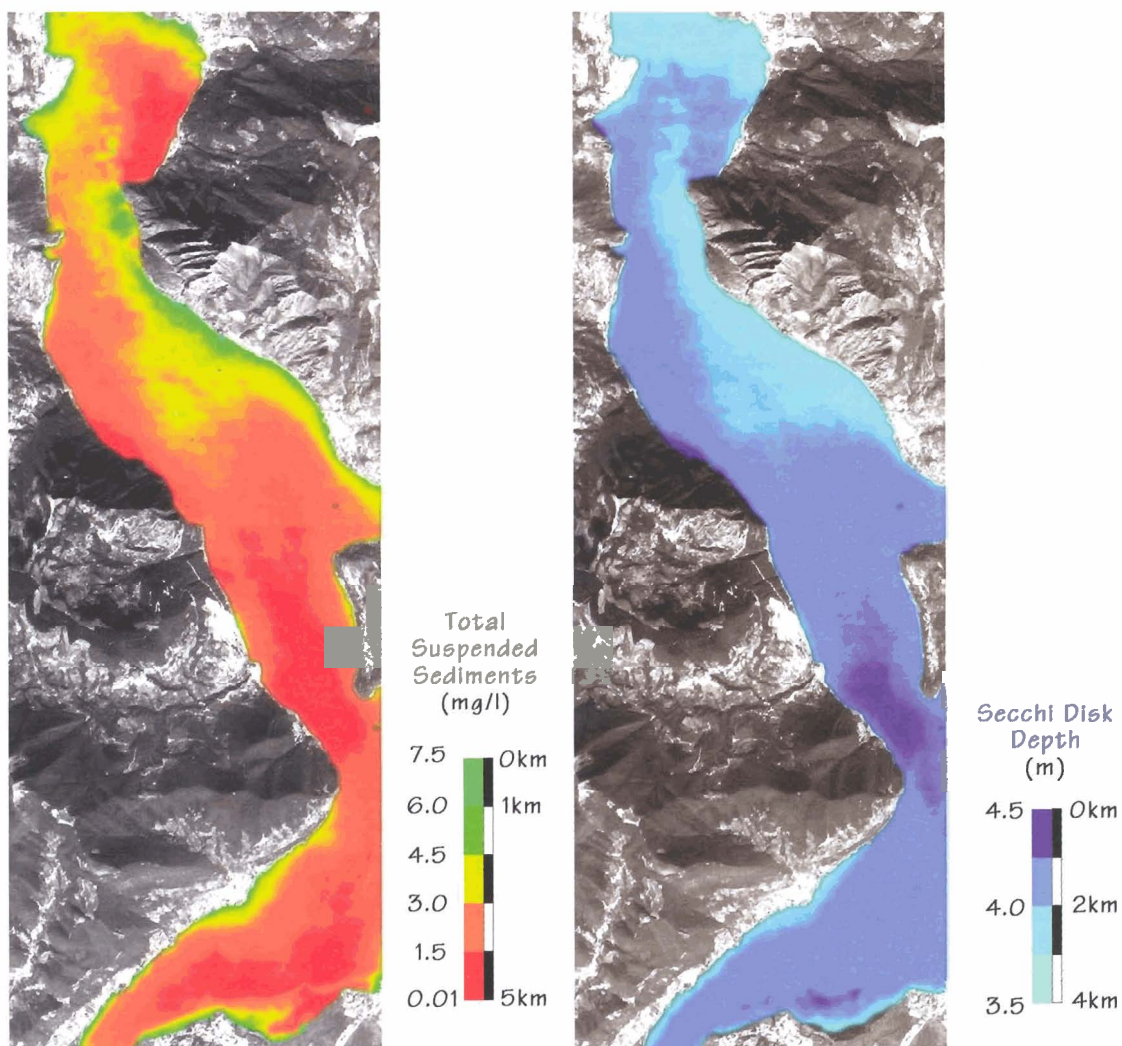 Total
Suspended
Sediments
(mg/l)
7.5 0km
6.0 1km
4.5
3.0
1.5
0.01 5km
Secchi Disk
Depth
(m)
4.5 0km
4.0 2km
3.5 4km